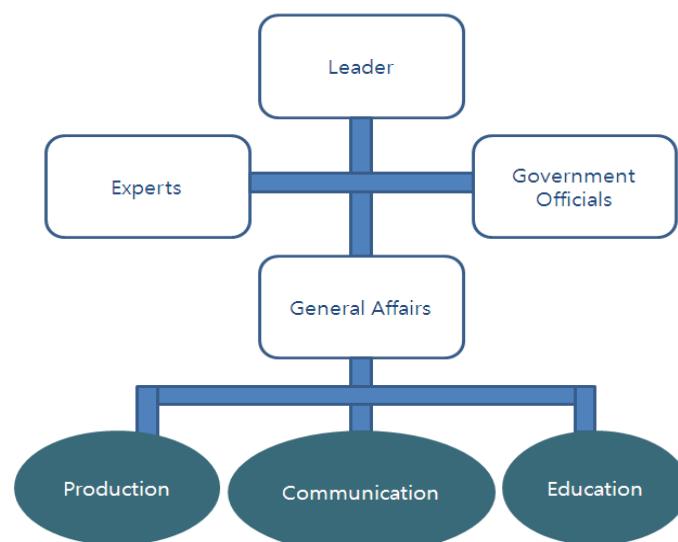 Leader
Experts
Government
Officials
General Affairs
Production
Communication
Education